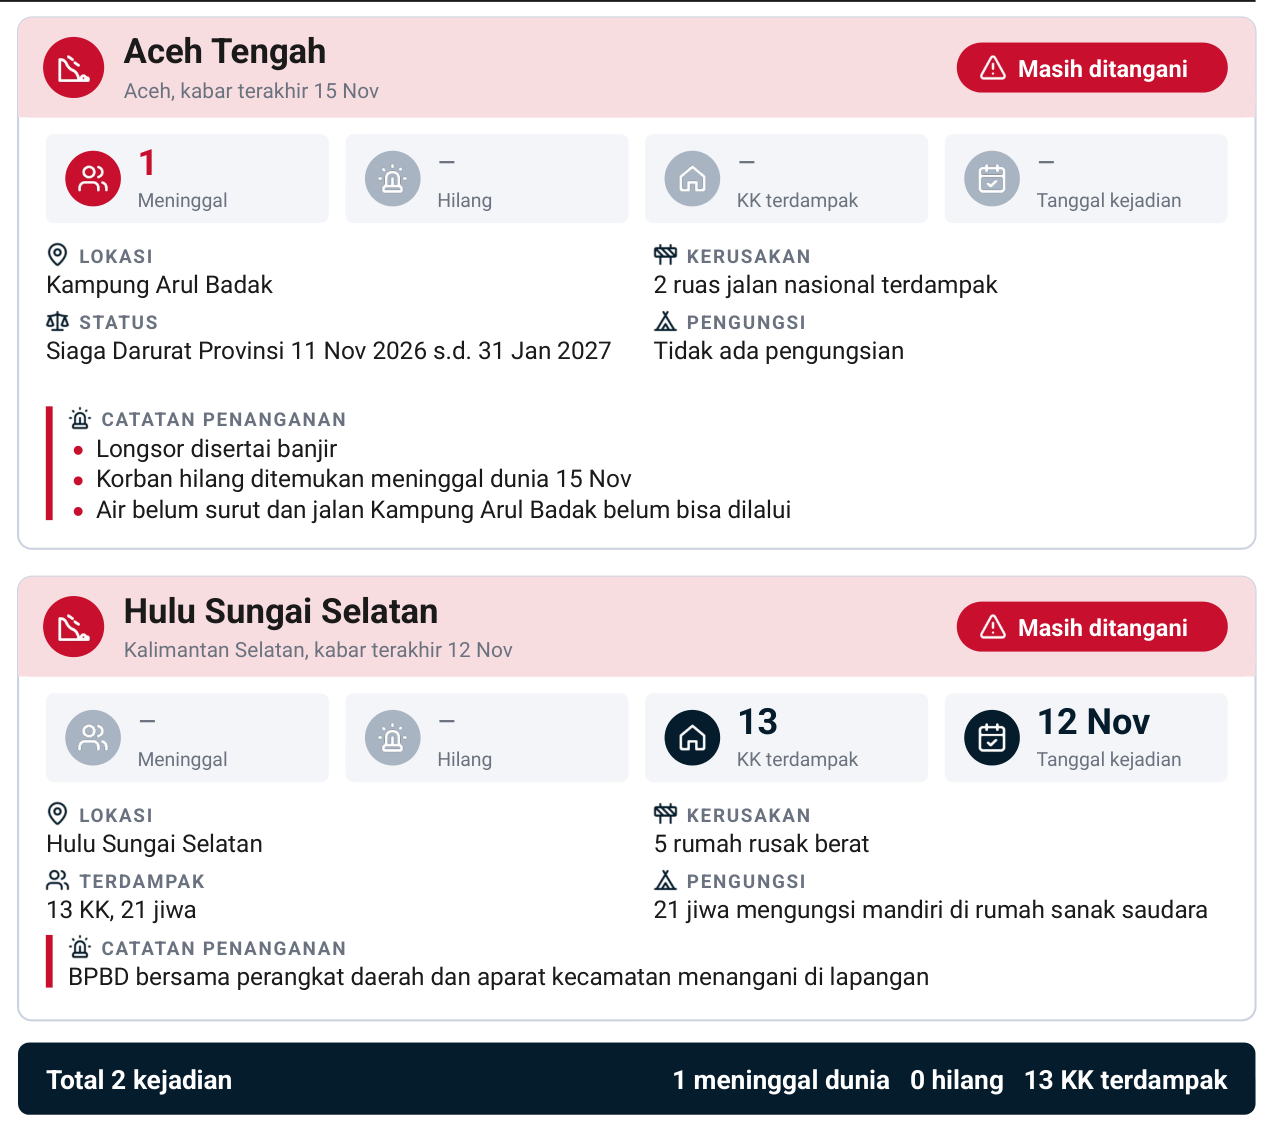 Aceh Tengah
Aceh, kabar terakhir 15 Nov
Masih ditangani
1
Meninggal
–
Hilang
–
KK terdampak
–
Tanggal kejadian
LOKASI
Kampung Arul Badak
KERUSAKAN
2 ruas jalan nasional terdampak
STATUS
Siaga Darurat Provinsi 11 Nov 2026 s.d. 31 Jan 2027
PENGUNGSI
Tidak ada pengungsian
CATATAN PENANGANAN
• Longsor disertai banjir
• Korban hilang ditemukan meninggal dunia 15 Nov
• Air belum surut dan jalan Kampung Arul Badak belum bisa dilalui
Hulu Sungai Selatan
Kalimantan Selatan, kabar terakhir 12 Nov
Masih ditangani
–
Meninggal
–
Hilang
13
KK terdampak
12 Nov
Tanggal kejadian
LOKASI
Hulu Sungai Selatan
KERUSAKAN
5 rumah rusak berat
TERDAMPAK
13 KK, 21 jiwa
PENGUNGSI
21 jiwa mengungsi mandiri di rumah sanak saudara
CATATAN PENANGANAN
BPBD bersama perangkat daerah dan aparat kecamatan menangani di lapangan
Total 2 kejadian
1 meninggal dunia 0 hilang 13 KK terdampak